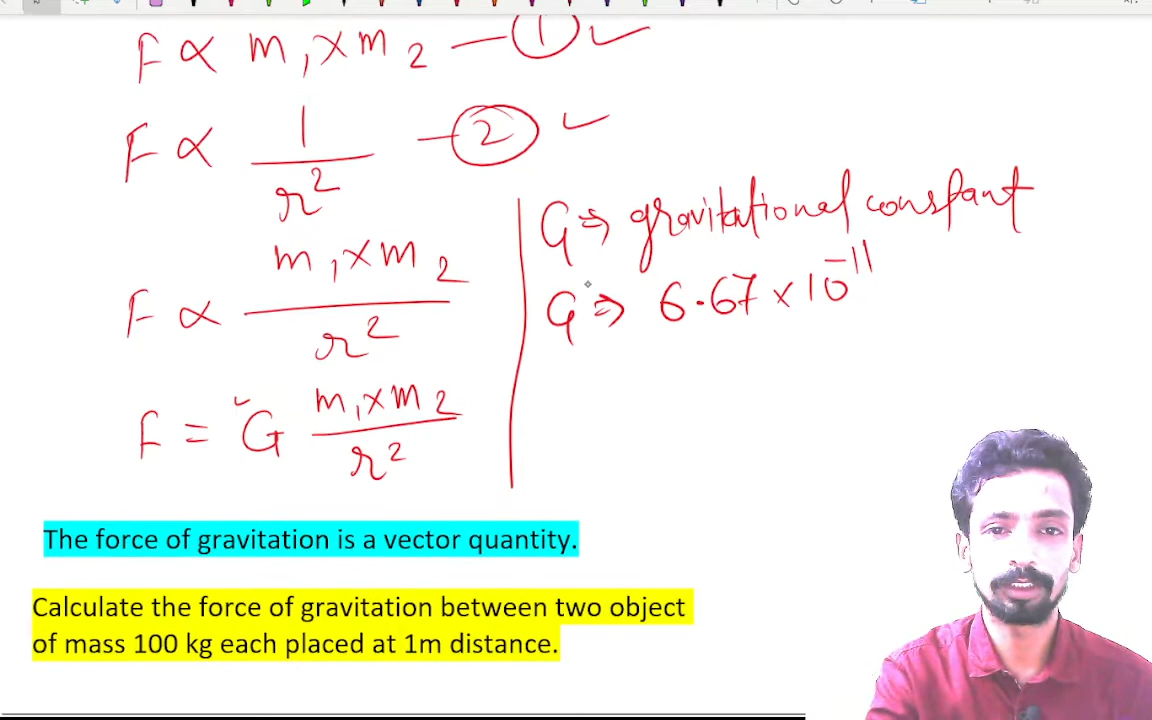 F ∝ m₁ × m₂ — ①
F ∝ 1/r² — ②
F ∝ m₁ × m₂ / r²
F = G m₁ × m₂ / r²
G ⇒ gravitational constant
G ⇒ 6.67 × 10⁻¹¹
The force of gravitation is a vector quantity.
Calculate the force of gravitation between two object
of mass 100 kg each placed at 1m distance.